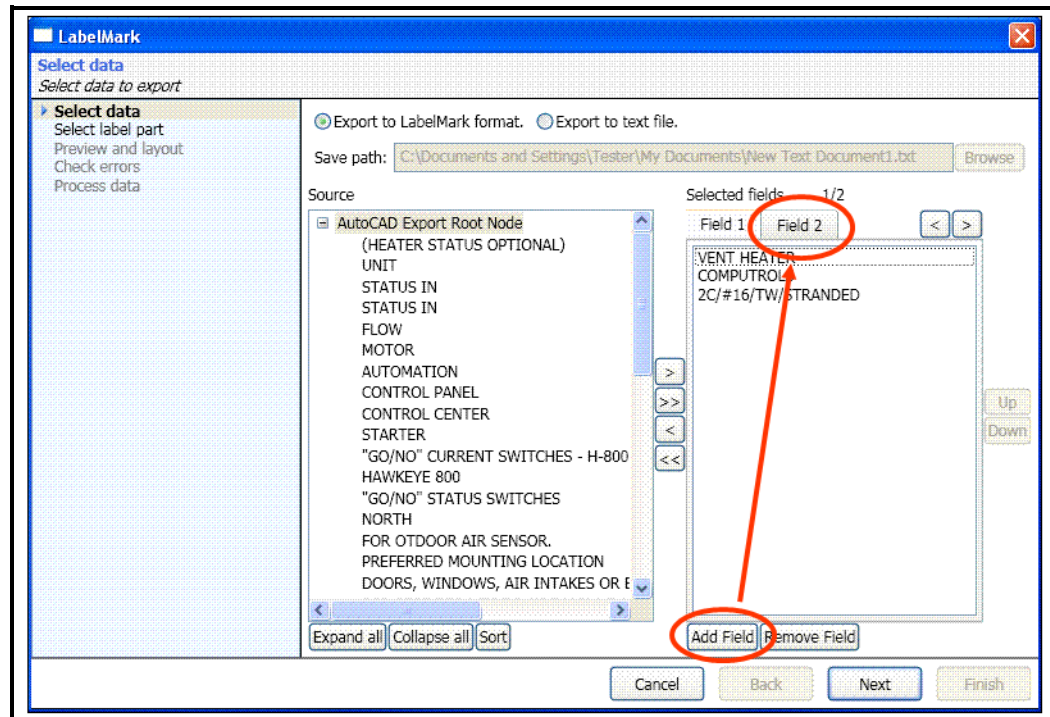 LabelMark
Select data
Select data to export
Select data
Select label part
Preview and layout
Check errors
Process data
Export to LabelMark format. Export to text file.
Save path: C:\Documents and Settings\Tester\My Documents\New Text Document1.txt Browse
Source
AutoCAD Export Root Node
(HEATER STATUS OPTIONAL)
UNIT
STATUS IN
STATUS IN
FLOW
MOTOR
AUTOMATION
CONTROL PANEL
CONTROL CENTER
STARTER
"GO/NO" CURRENT SWITCHES - H-800
HAWKEYE 800
"GO/NO" STATUS SWITCHES
NORTH
FOR OTDOOR AIR SENSOR.
PREFERRED MOUNTING LOCATION
DOORS, WINDOWS, AIR INTAKES OR E
Expand all Collapse all Sort
>
>>
<
<<
Selected fields 1/2
Field 1 Field 2 < >
VENT HEATER
COMPUTROL
2C/#16/TW/STRANDED
Up
Down
Add Field Remove Field
Cancel Back Next Finish